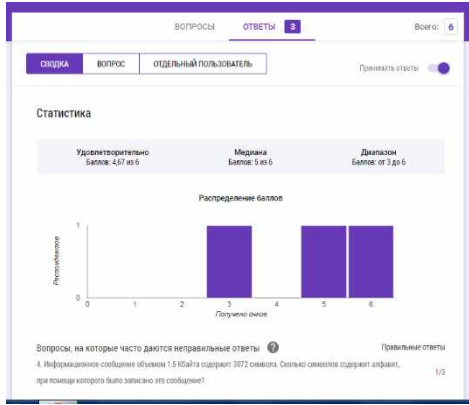 ВОПРОСЫ ОТВЕТЫ 3 Всего: 6
СВОДКА ВОПРОС ОТДЕЛЬНЫЙ ПОЛЬЗОВАТЕЛЬ Принимать ответы
Статистика
Удовлетворительно Медиана Диапазон
Баллов: 4,67 из 6 Баллов: 5 из 6 Баллов: от 3 до 6
Распределение баллов
Респонденттов
1
0
0 1 2 3 4 5 6
Получено очков
Вопросы, на которые часто даются неправильные ответы ? Правильные ответы
4. Информационное сообщение объемом 1,5 Кбайта содержит 3072 символа. Сколько символов содержит алфавит, 1/3
при помощи которого было записано это сообщение?